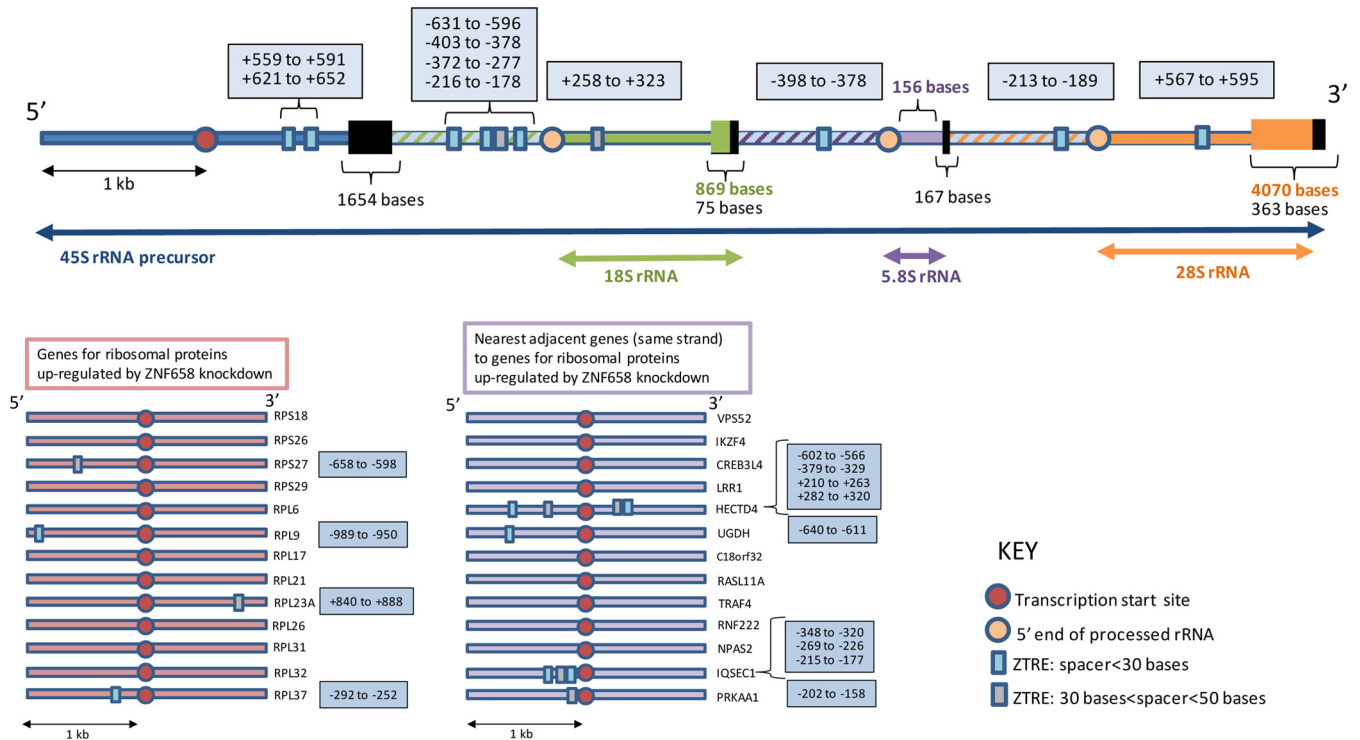 -631 to -596
-403 to -378
-372 to -277
-216 to -178
+559 to +591
+621 to +652
+258 to +323
-398 to -378
156 bases
-213 to -189
+567 to +595
5’
3’
1 kb
1654 bases
869 bases
75 bases
167 bases
4070 bases
363 bases
45S rRNA precursor
18S rRNA
5.8S rRNA
28S rRNA
Genes for ribosomal proteins
up-regulated by ZNF658 knockdown
5’
3’
RPS18
RPS26
RPS27
-658 to -598
RPS29
RPL6
RPL9
-989 to -950
RPL17
RPL21
RPL23A
+840 to +888
RPL26
RPL31
RPL32
RPL37
-292 to -252
1 kb
Nearest adjacent genes (same strand)
to genes for ribosomal proteins
up-regulated by ZNF658 knockdown
5’
3’
VPS52
IKZF4
CREB3L4
LRR1
HECTD4
-602 to -566
-379 to -329
+210 to +263
+282 to +320
UGDH
-640 to -611
C18orf32
RASL11A
TRAF4
RNF222
NPAS2
IQSEC1
-348 to -320
-269 to -226
-215 to -177
PRKAA1
-202 to -158
1 kb
KEY
Transcription start site
5’ end of processed rRNA
ZTRE: spacer<30 bases
ZTRE: 30 bases<spacer<50 bases